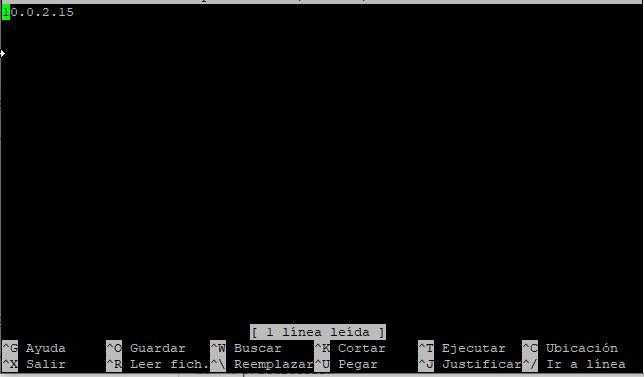 10.0.2.15
[ 1 línea leída ]
^G Ayuda ^O Guardar ^W Buscar ^K Cortar ^T Ejecutar ^C Ubicación
^X Salir ^R Leer fich. ^\ Reemplazar ^U Pegar ^J Justificar ^/ Ir a línea